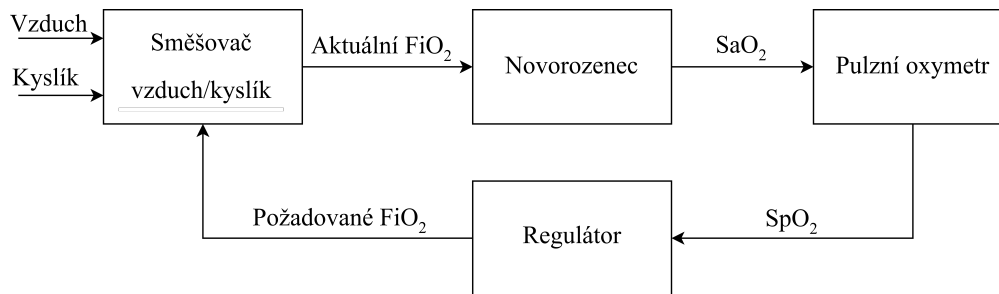 Vzduch
Kyslík
Směšovač
vzduch/kyslík
Aktuální FiO₂
Novorozenec
SaO₂
Pulzní oxymetr
Požadované FiO₂
Regulátor
SpO₂